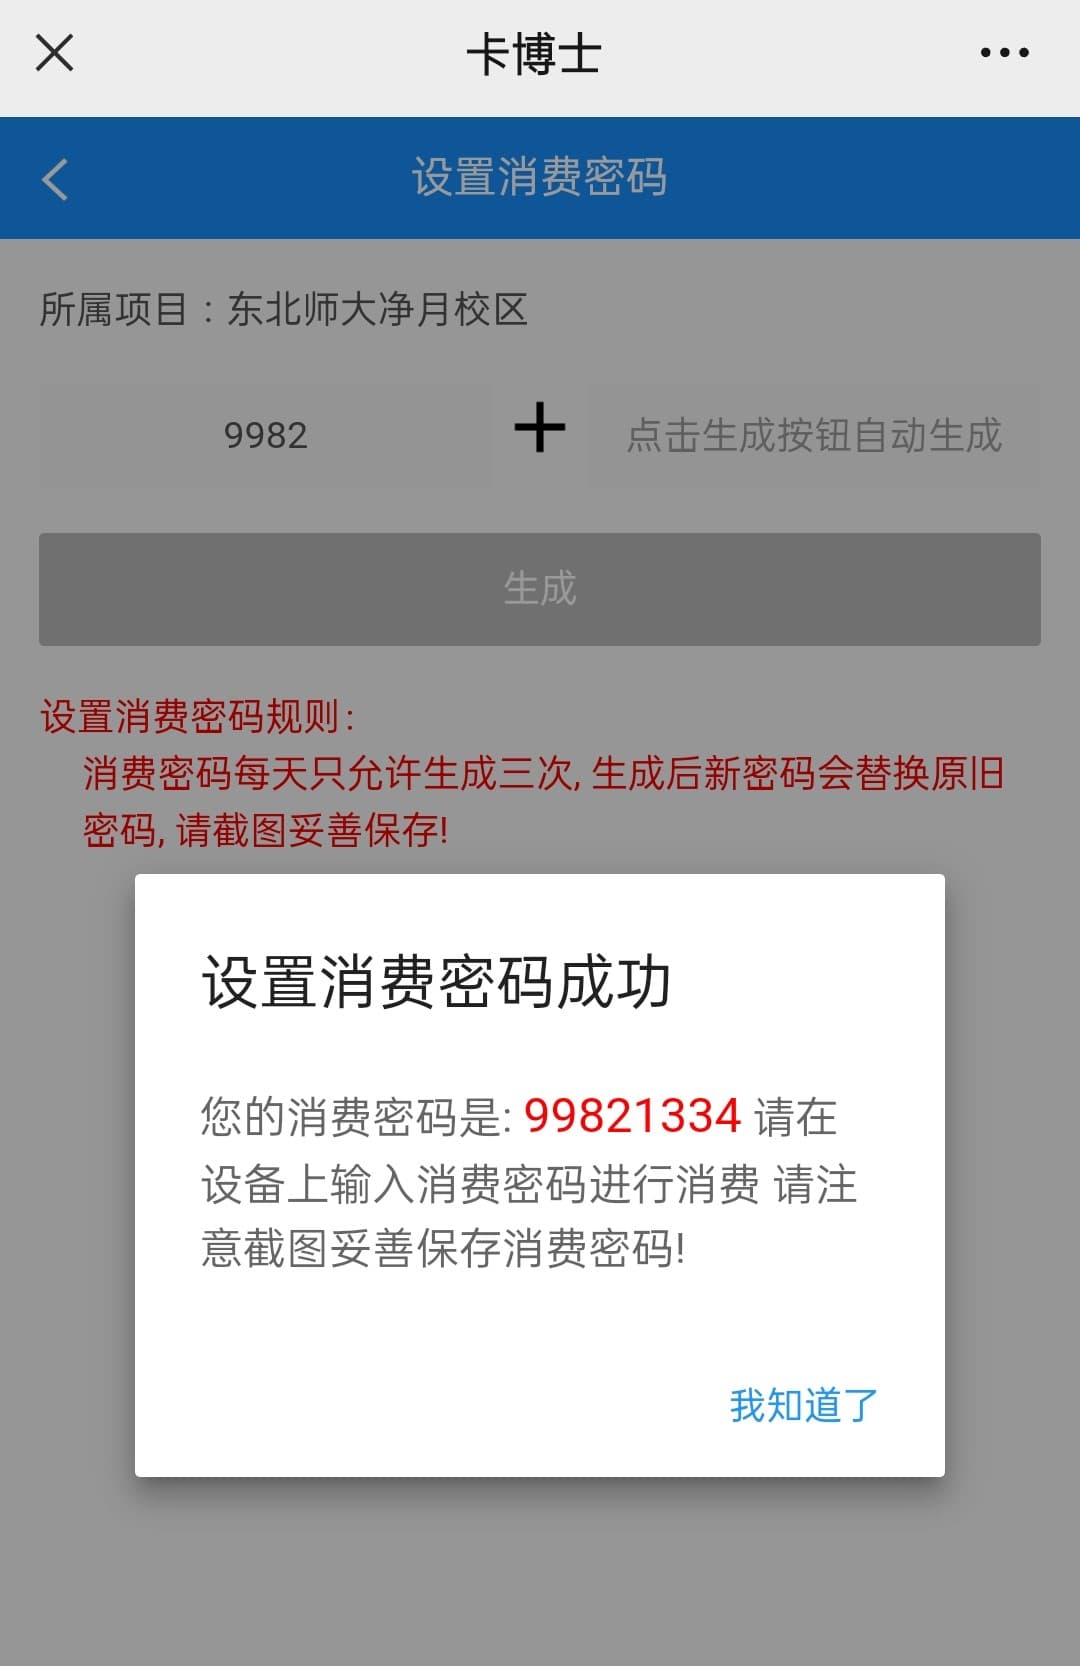 卡博士
设置消费密码
所属项目：东北师大净月校区
9982 + 点击生成按钮自动生成
生成
设置消费密码规则:
消费密码每天只允许生成三次, 生成后新密码会替换原旧
密码, 请截图妥善保存!
设置消费密码成功
您的消费密码是: 99821334 请在
设备上输入消费密码进行消费 请注
意截图妥善保存消费密码!
我知道了